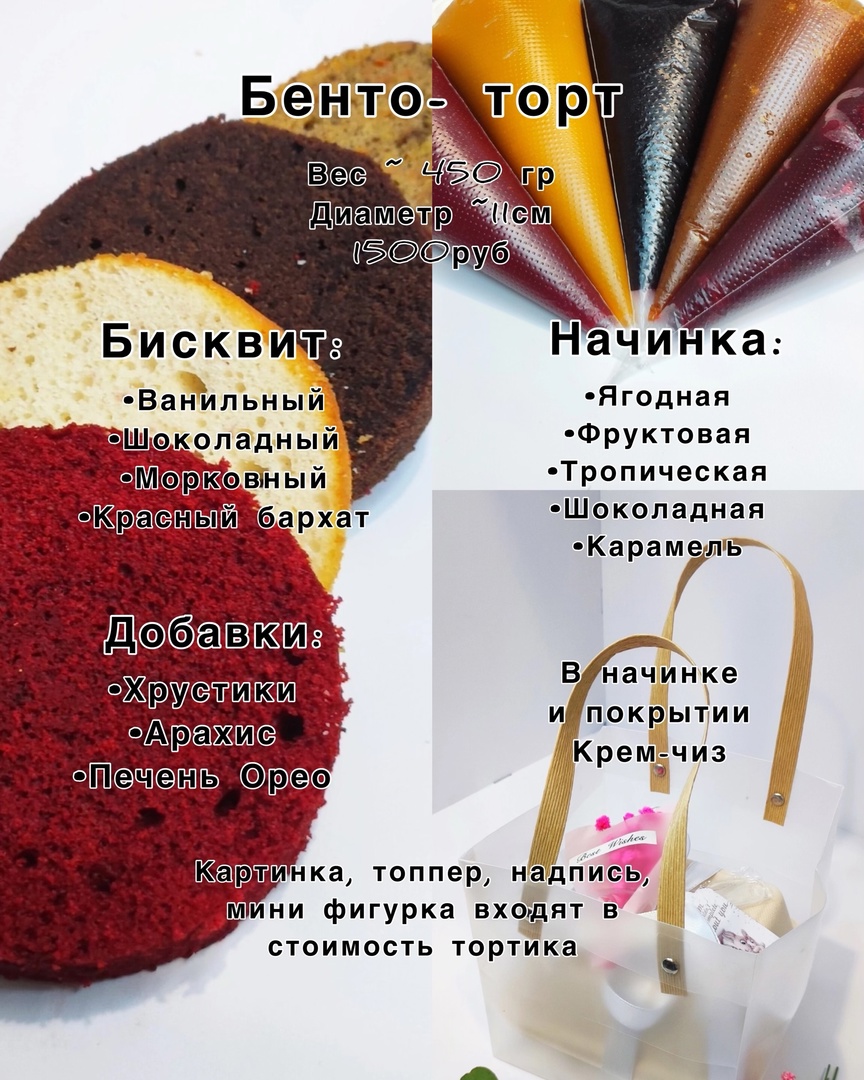 Бенто- торт
Вес ~ 450 гр
Диаметр ~11см
1500руб
Бисквит:
•Ванильный
•Шоколадный
•Морковный
•Красный бархат
Начинка:
•Ягодная
•Фруктовая
•Тропическая
•Шоколадная
•Карамель
Добавки:
•Хрустики
•Арахис
•Печень Орео
В начинке
и покрытии
Крем-чиз
Best Wishes
Картинка, топпер, надпись,
мини фигурка входят в
стоимость тортика